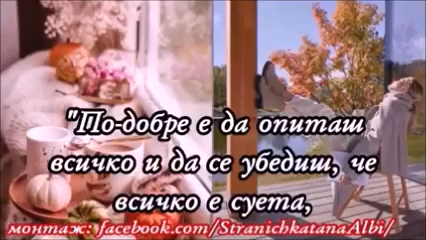 "По-добре е да опиташ
всичко и да се убедиш, че
всичко е суета,
монтаж: facebook.com/StranichkatanaAlbi/